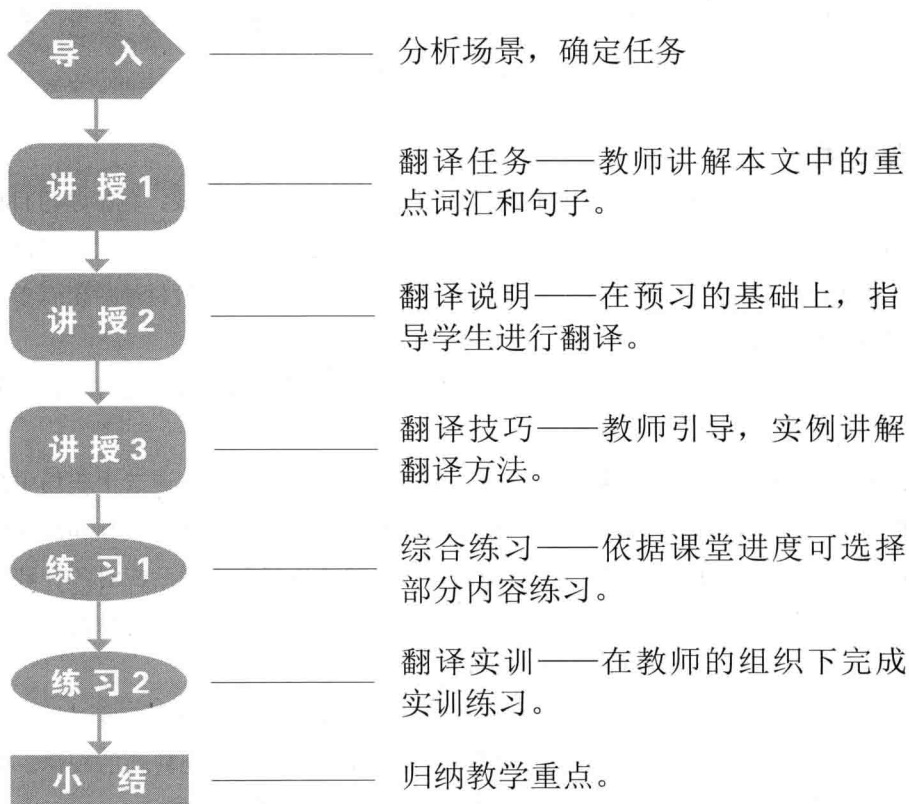 导 入
分析场景，确定任务
讲 授 1
翻译任务——教师讲解本文中的重
点词汇和句子。
讲 授 2
翻译说明——在预习的基础上，指
导学生进行翻译。
讲 授 3
翻译技巧——教师引导，实例讲解
翻译方法。
练 习 1
综合练习——依据课堂进度可选择
部分内容练习。
练 习 2
翻译实训——在教师的组织下完成
实训练习。
小 结
归纳教学重点。